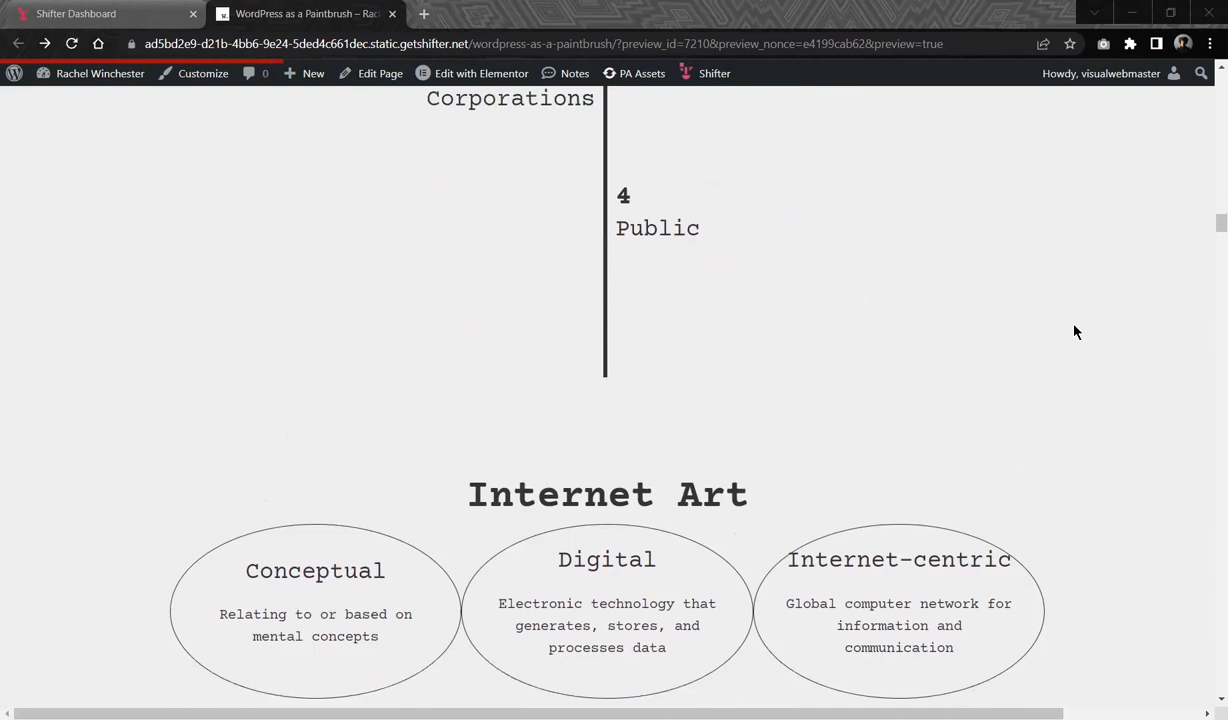 Shifter Dashboard
WordPress as a Paintbrush – Rac
ad5bd2e9-d21b-4bb6-9e24-5ded4c661dec.static.getshifter.net/wordpress-as-a-paintbrush/?preview_id=7210&preview_nonce=e4199cab62&preview=true
Rachel Winchester Customize 0 New Edit Page Edit with Elementor Notes PA Assets Shifter Howdy, visualwebmaster
Corporations
4
Public
Internet Art
Conceptual
Relating to or based on
mental concepts
Digital
Electronic technology that
generates, stores, and
processes data
Internet-centric
Global computer network for
information and
communication